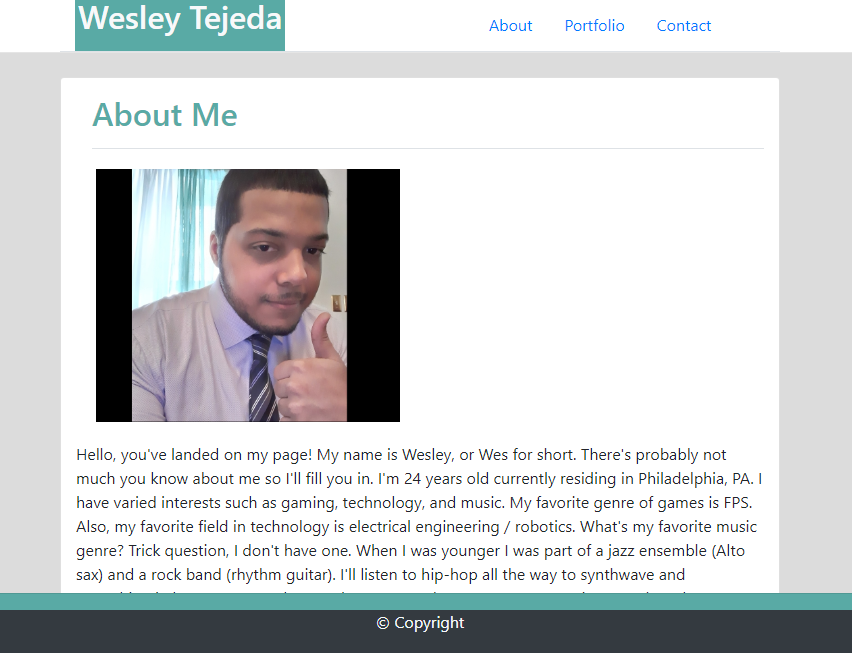 Wesley Tejeda
About Portfolio Contact
About Me
Hello, you've landed on my page! My name is Wesley, or Wes for short. There's probably not
much you know about me so I'll fill you in. I'm 24 years old currently residing in Philadelphia, PA. I
have varied interests such as gaming, technology, and music. My favorite genre of games is FPS.
Also, my favorite field in technology is electrical engineering / robotics. What's my favorite music
genre? Trick question, I don't have one. When I was younger I was part of a jazz ensemble (Alto
sax) and a rock band (rhythm guitar). I'll listen to hip-hop all the way to synthwave and
© Copyright